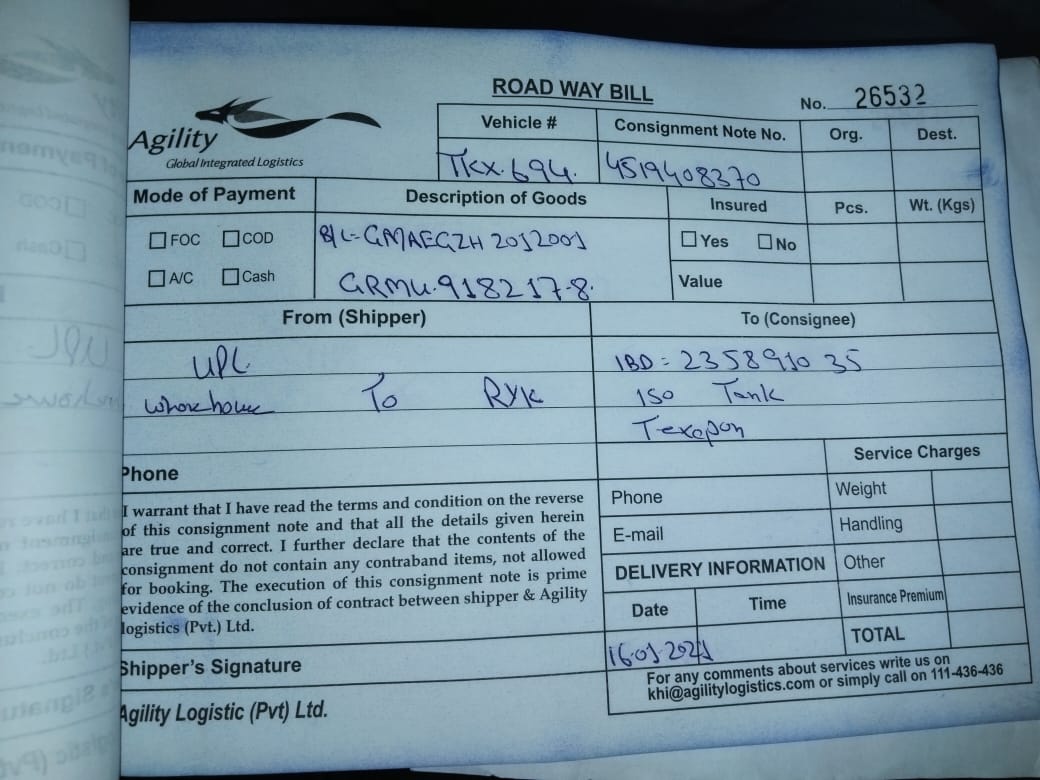 ROAD WAY BILL
No. 26532
Agility
Global Integrated Logistics
Vehicle #
Consignment Note No.
Org.
Dest.
TKX.694.
4519408370
Mode of Payment
Description of Goods
Insured
Pcs.
Wt. (Kgs)
FOC
COD
B/L-GMAEGZH2012001
Yes
No
A/C
Cash
GRMU.918217-8.
Value
From (Shipper)
To (Consignee)
UPL
IBD = 235891035
To RYK
ISO Tank
Texapon
Phone
Service Charges
Phone
Weight
I warrant that I have read the terms and condition on the reverse
of this consignment note and that all the details given herein
are true and correct. I further declare that the contents of the
consignment do not contain any contraband items, not allowed
for booking. The execution of this consignment note is prime
evidence of the conclusion of contract between shipper & Agility
logistics (Pvt.) Ltd.
E-mail
Handling
DELIVERY INFORMATION
Other
Date
Time
Insurance Premium
16-01-2021
TOTAL
Shipper's Signature
For any comments about services write us on
khi@agilitylogistics.com or simply call on 111-436-436
Agility Logistic (Pvt) Ltd.